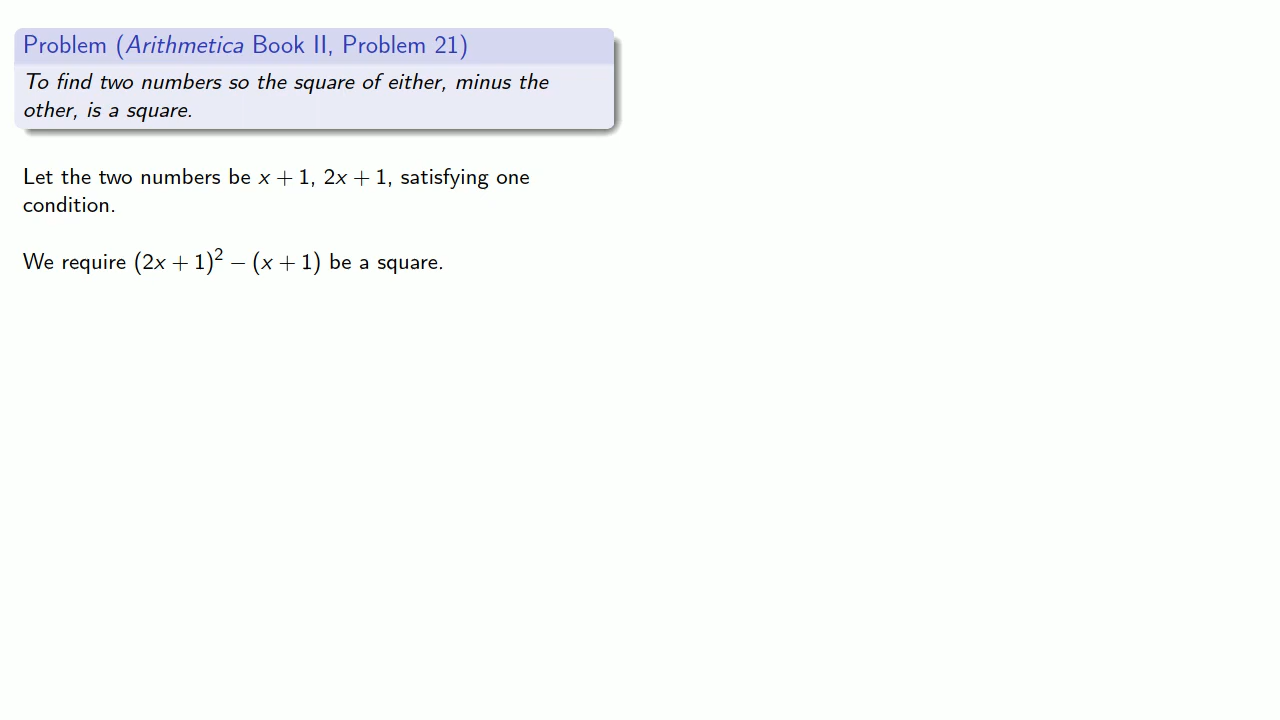 Problem (Arithmetica Book II, Problem 21)
To find two numbers so the square of either, minus the
other, is a square.
Let the two numbers be x + 1, 2x + 1, satisfying one
condition.
We require (2x + 1)² − (x + 1) be a square.